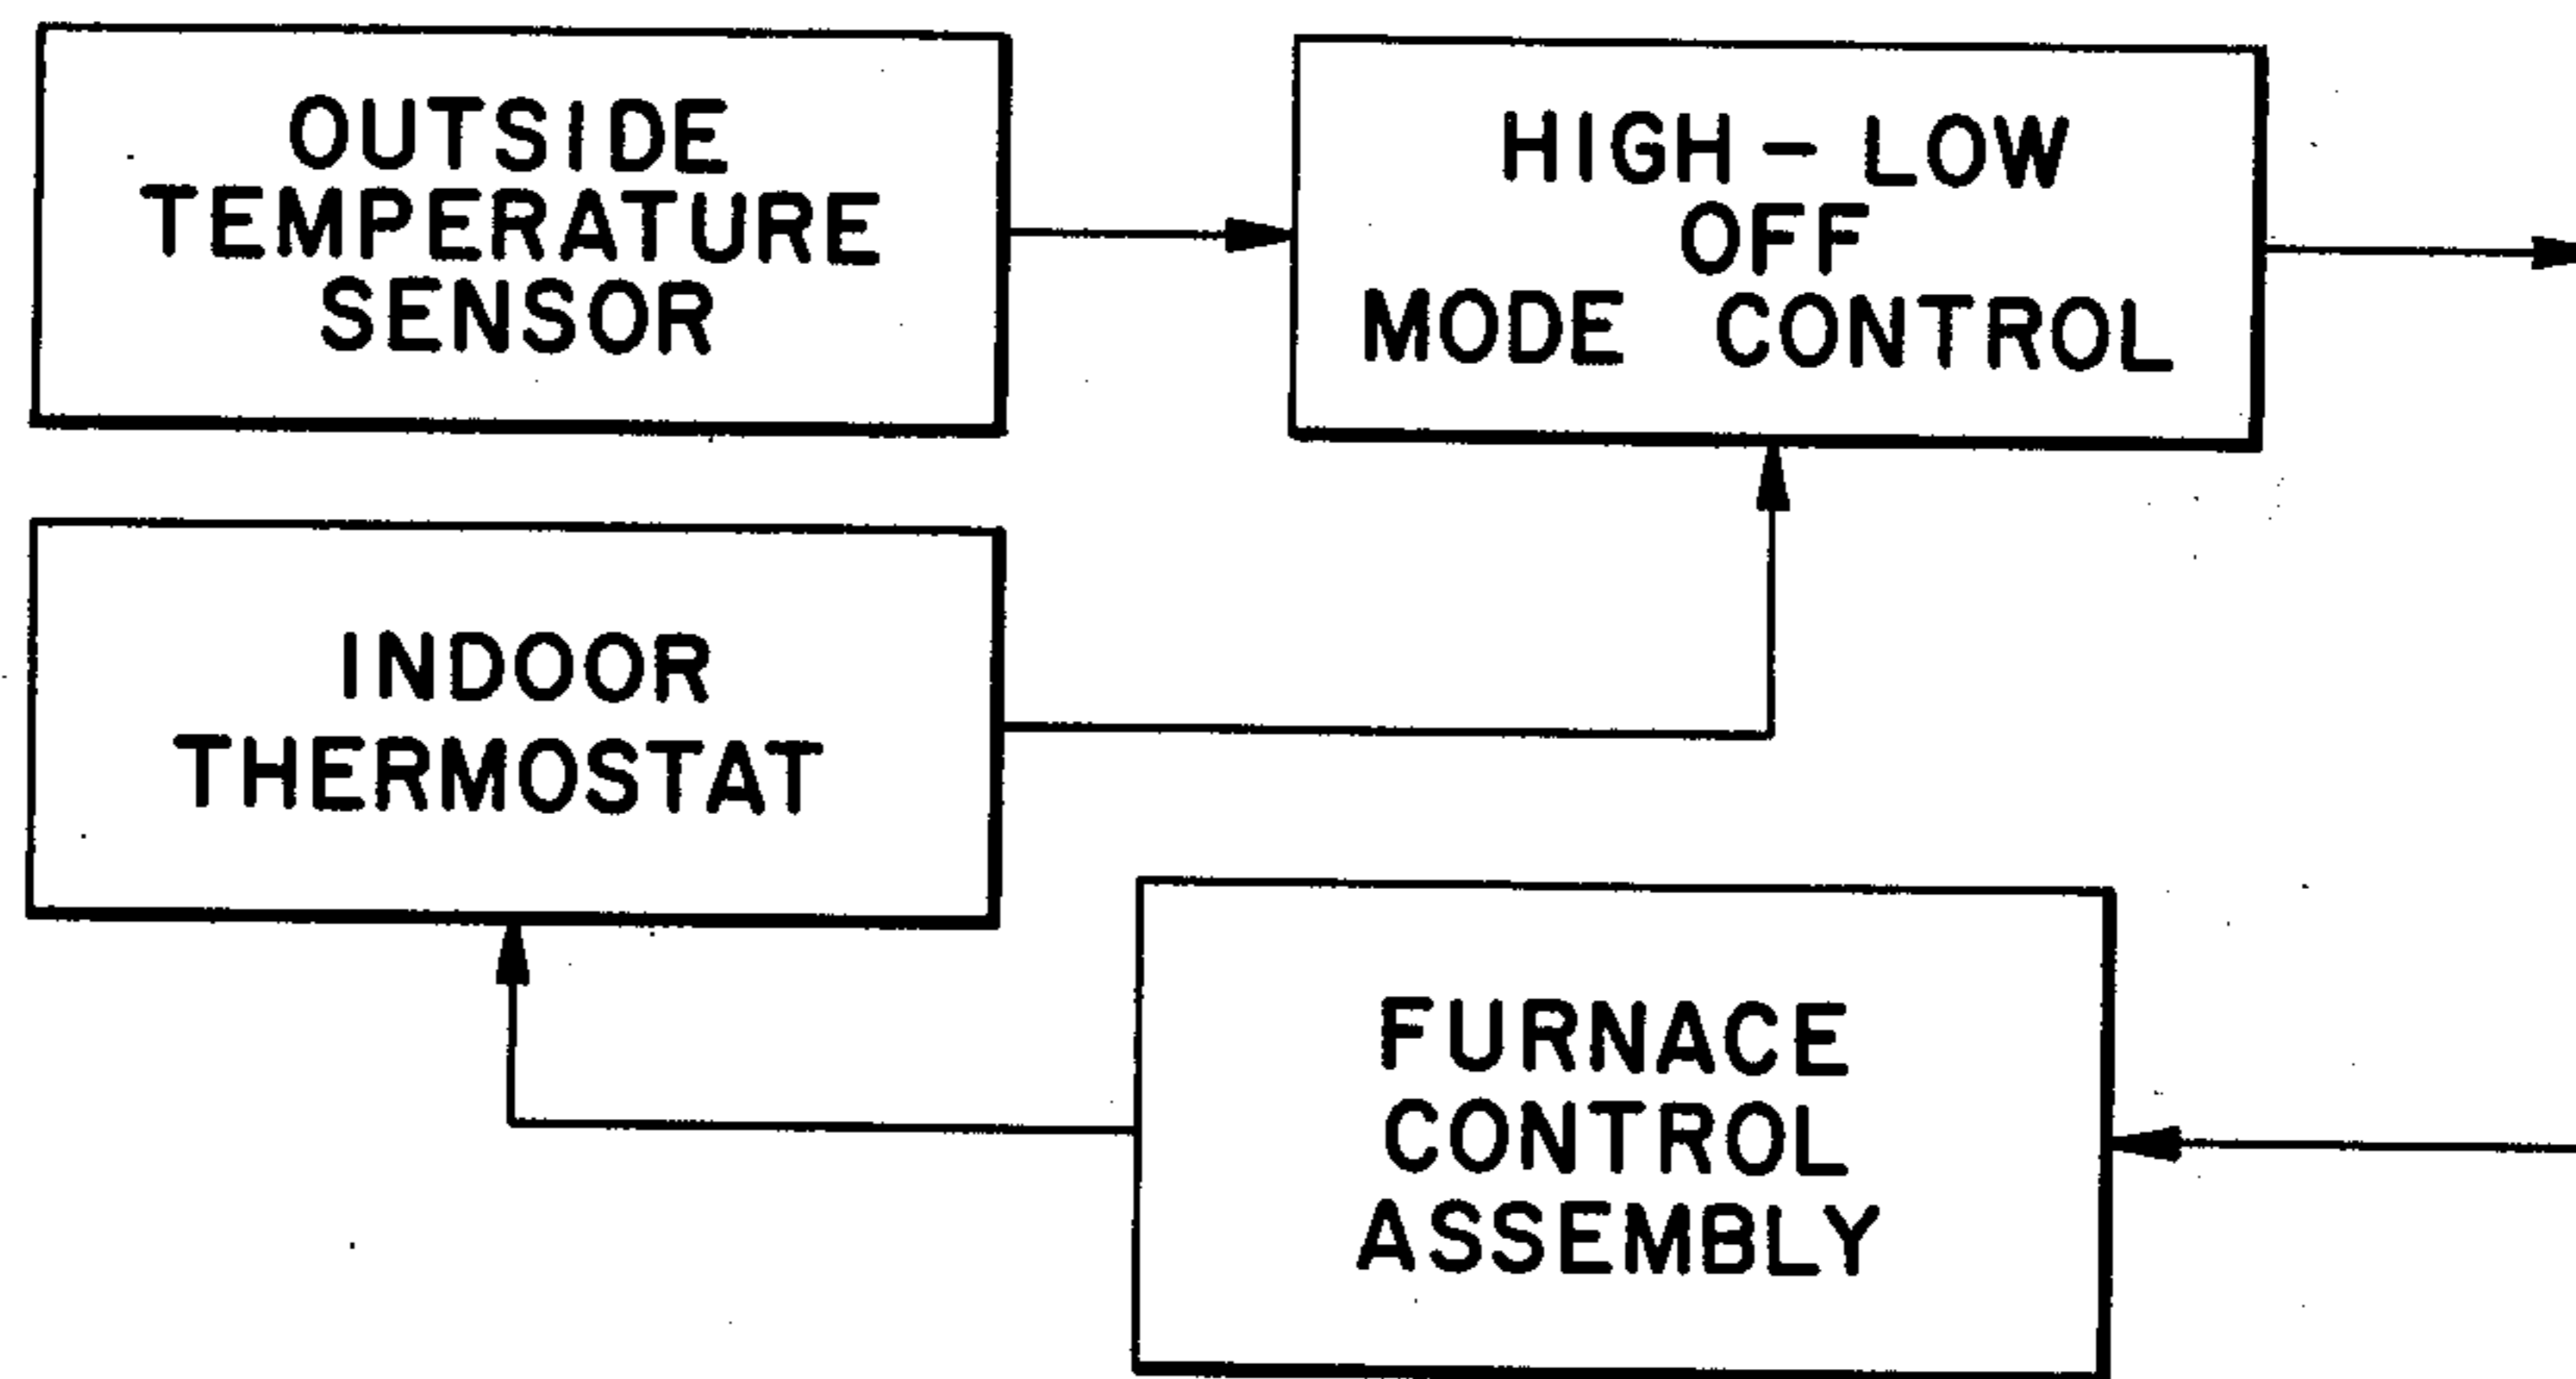 OUTSIDE
TEMPERATURE
SENSOR
HIGH - LOW
OFF
MODE CONTROL
INDOOR
THERMOSTAT
FURNACE
CONTROL
ASSEMBLY